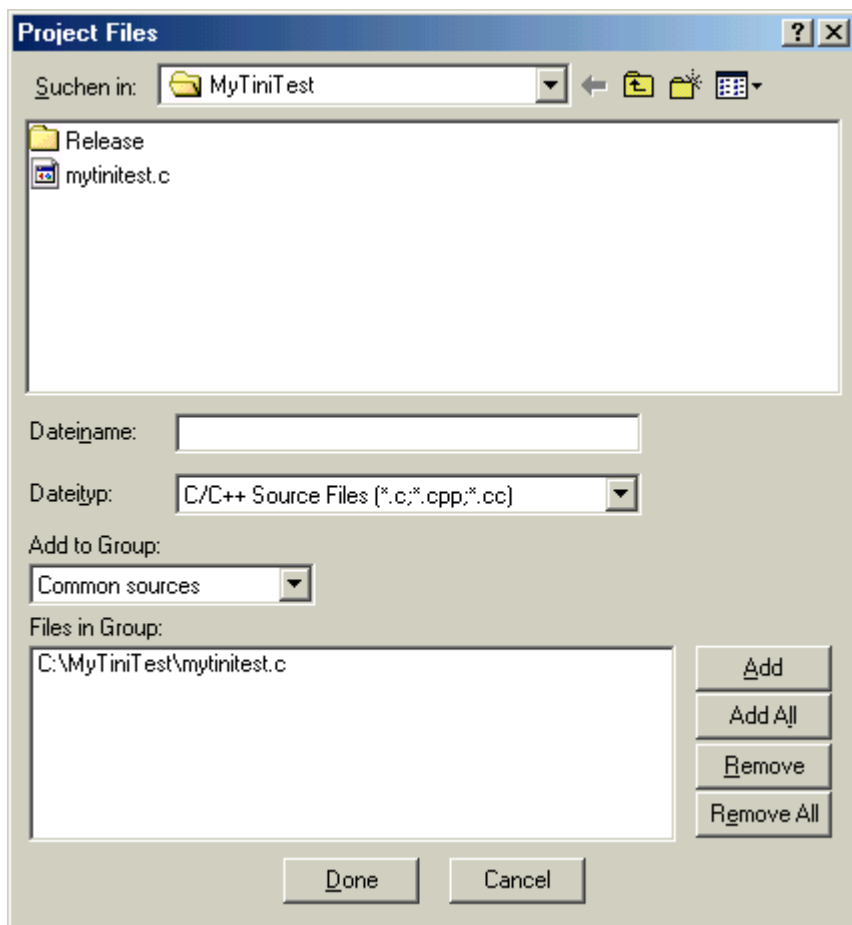 Project Files
Suchen in: MyTiniTest
Release
mytinitest.c
Dateiname:
Dateityp: C/C++ Source Files (*.c;*.cpp;*.cc)
Add to Group:
Common sources
Files in Group:
C:\MyTiniTest\mytinitest.c
Add
Add All
Remove
Remove All
Done Cancel